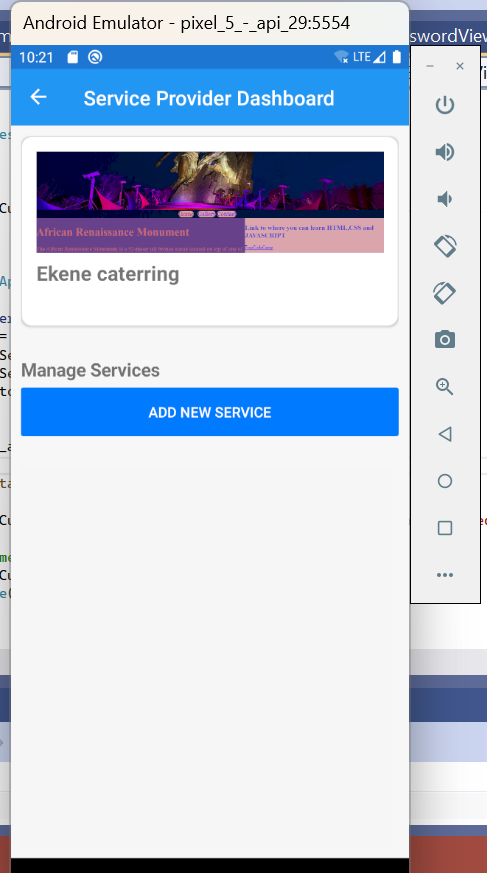 Android Emulator - pixel_5_-_api_29:5554
swordView
10:21
LTE
Service Provider Dashboard
African Renaissance Monument
Link to where you can learn HTML,CSS and
JAVASCRIPT
Ekene caterring
Manage Services
ADD NEW SERVICE